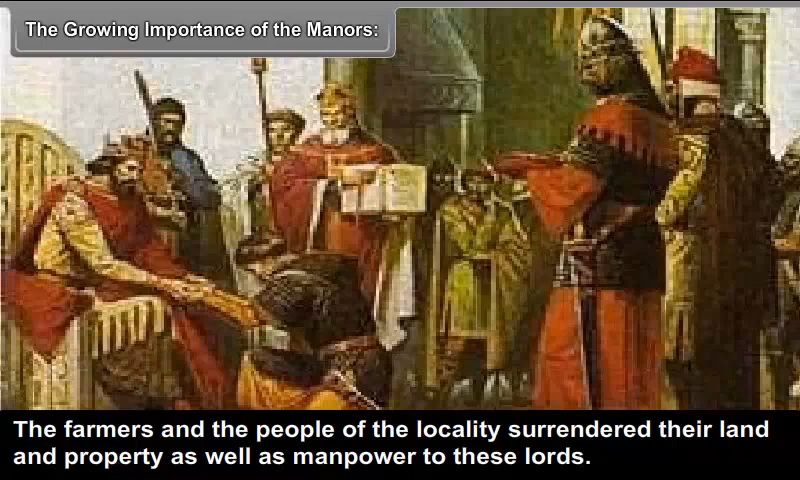 The Growing Importance of the Manors:
The farmers and the people of the locality surrendered their land
and property as well as manpower to these lords.